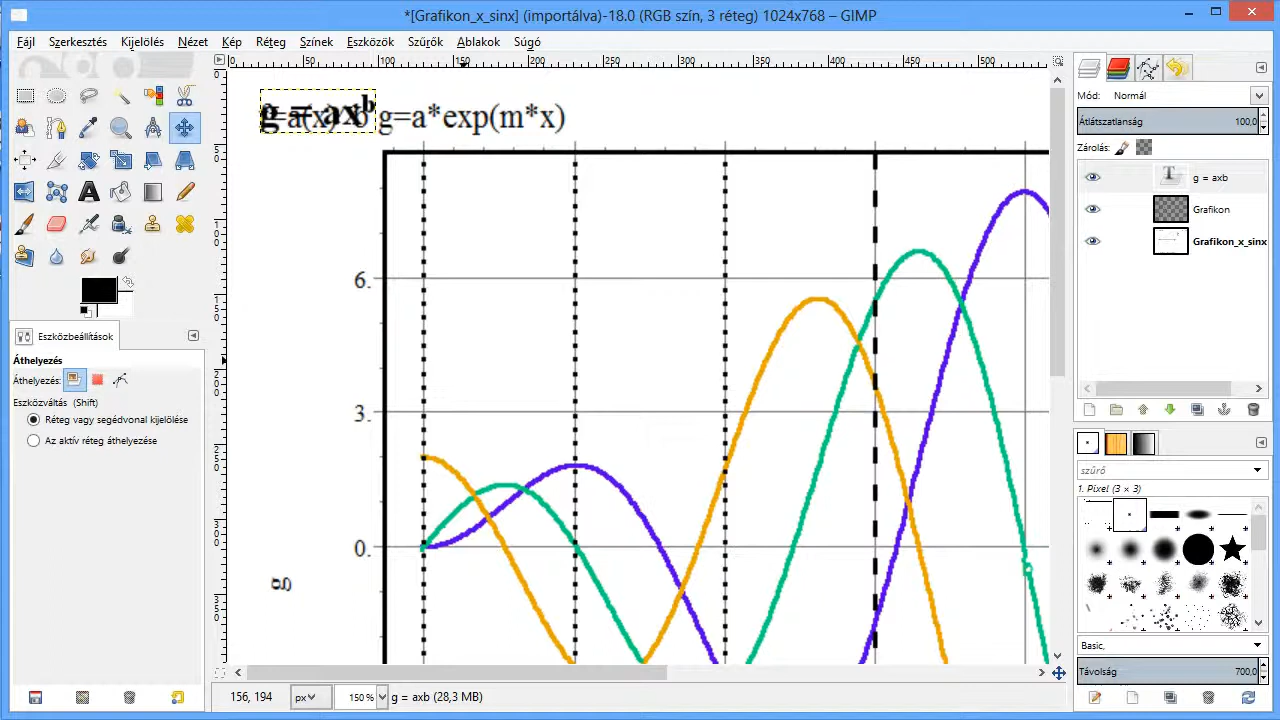 *[Grafikon_x_sinx] (importálva)-18.0 (RGB szín, 3 réteg) 1024x768 – GIMP
Fájl Szerkesztés Kijelölés Nézet Kép Réteg Színek Eszközök Szűrők Ablakok Súgó
0 50 100 150 200 250 300 350 400 450 500
g = axb
g=a*exp(m*x)
6.
3.
0.
g
Eszközbeállítások
Áthelyezés
Áthelyezés:
Eszközváltás (Shift)
Réteg vagy segédvonal kijelölése
Az aktív réteg áthelyezése
Mód: Normál
Átlátszatlanság 100,0
Zárolás:
g = axb
Grafikon
Grafikon_x_sinx
szűrő
1. Pixel (3 × 3)
Basic,
Távolság 700,0
156, 194 px 150 % g = axb (28,3 MB)